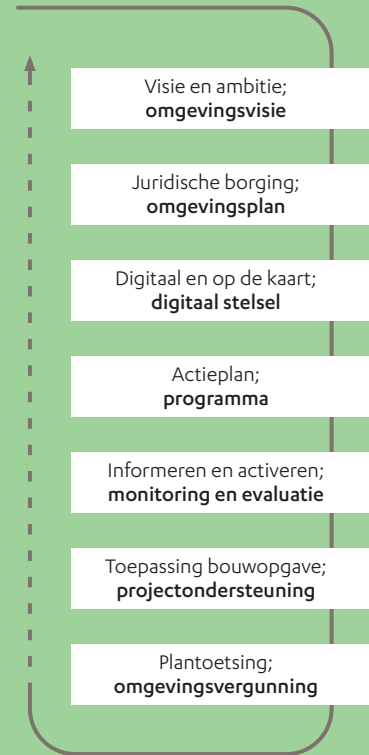 Visie en ambitie;
omgevingsvisie
Juridische borging;
omgevingsplan
Digitaal en op de kaart;
digitaal stelsel
Actieplan;
programma
Informeren en activeren;
monitoring en evaluatie
Toepassing bouwopgave;
projectondersteuning
Plantoetsing;
omgevingsvergunning